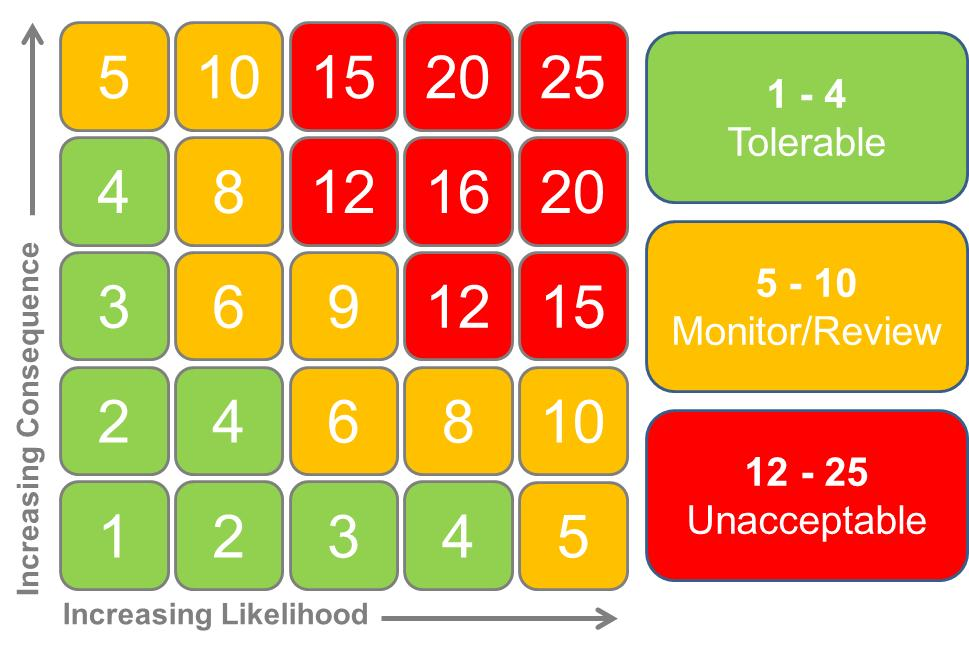 5 10 15 20 25
4 8 12 16 20
3 6 9 12 15
2 4 6 8 10
1 2 3 4 5
Increasing Consequence
Increasing Likelihood
1 - 4
Tolerable
5 - 10
Monitor/Review
12 - 25
Unacceptable